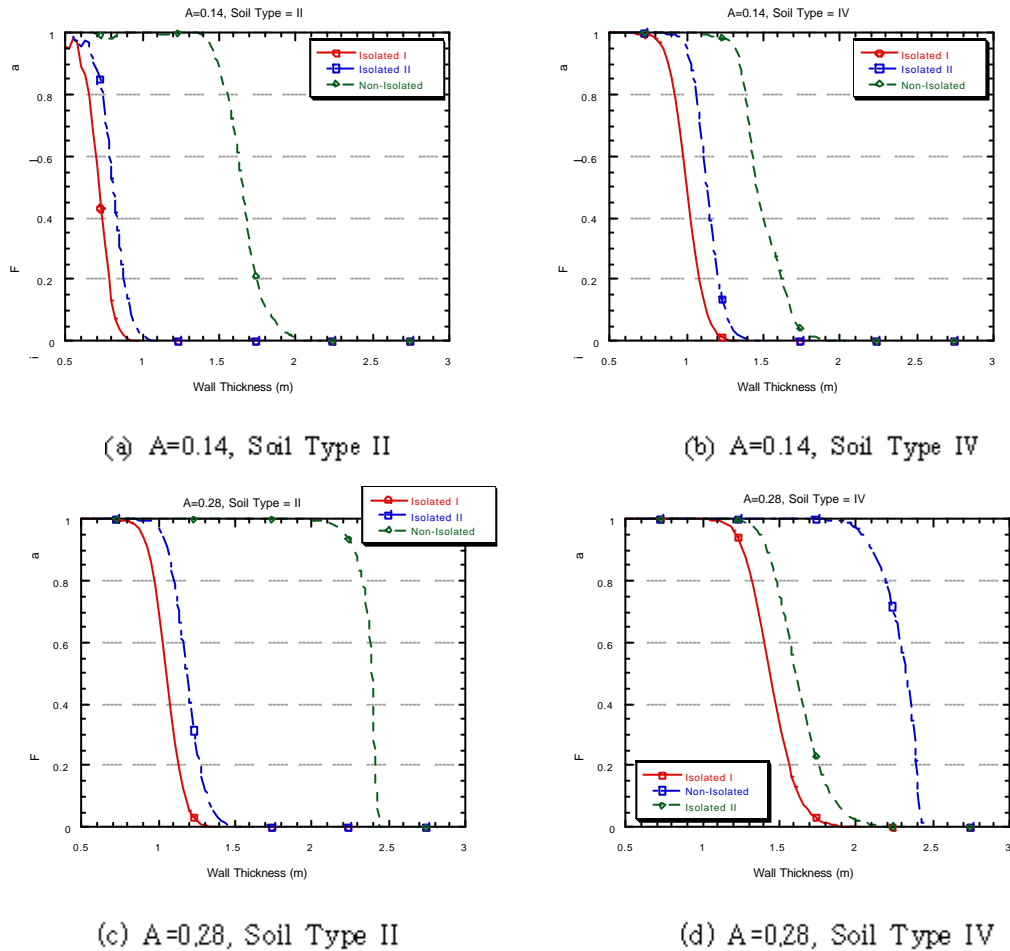 A=0.14, Soil Type = II
1
0.8
0.6
0.4
0.2
0
a
F
Isolated I
Isolated II
Non-Isolated
0.5 1 1.5 2 2.5 3
Wall Thickness (m)
(a) A=0.14, Soil Type II
A=0.14, Soil Type = IV
1
0.8
0.6
0.4
0.2
0
a
F
Isolated I
Isolated II
Non-Isolated
0.5 1 1.5 2 2.5 3
Wall Thickness (m)
(b) A=0.14, Soil Type IV
A=0.28, Soil Type = II
1
0.8
0.6
0.4
0.2
0
a
F
Isolated I
Isolated II
Non-Isolated
0.5 1 1.5 2 2.5 3
Wall Thickness (m)
(c) A=0.28, Soil Type II
A=0.28, Soil Type = IV
1
0.8
0.6
0.4
0.2
0
a
F
Isolated I
Non-Isolated
Isolated II
0.5 1 1.5 2 2.5 3
Wall Thickness (m)
(d) A=0.28, Soil Type IV